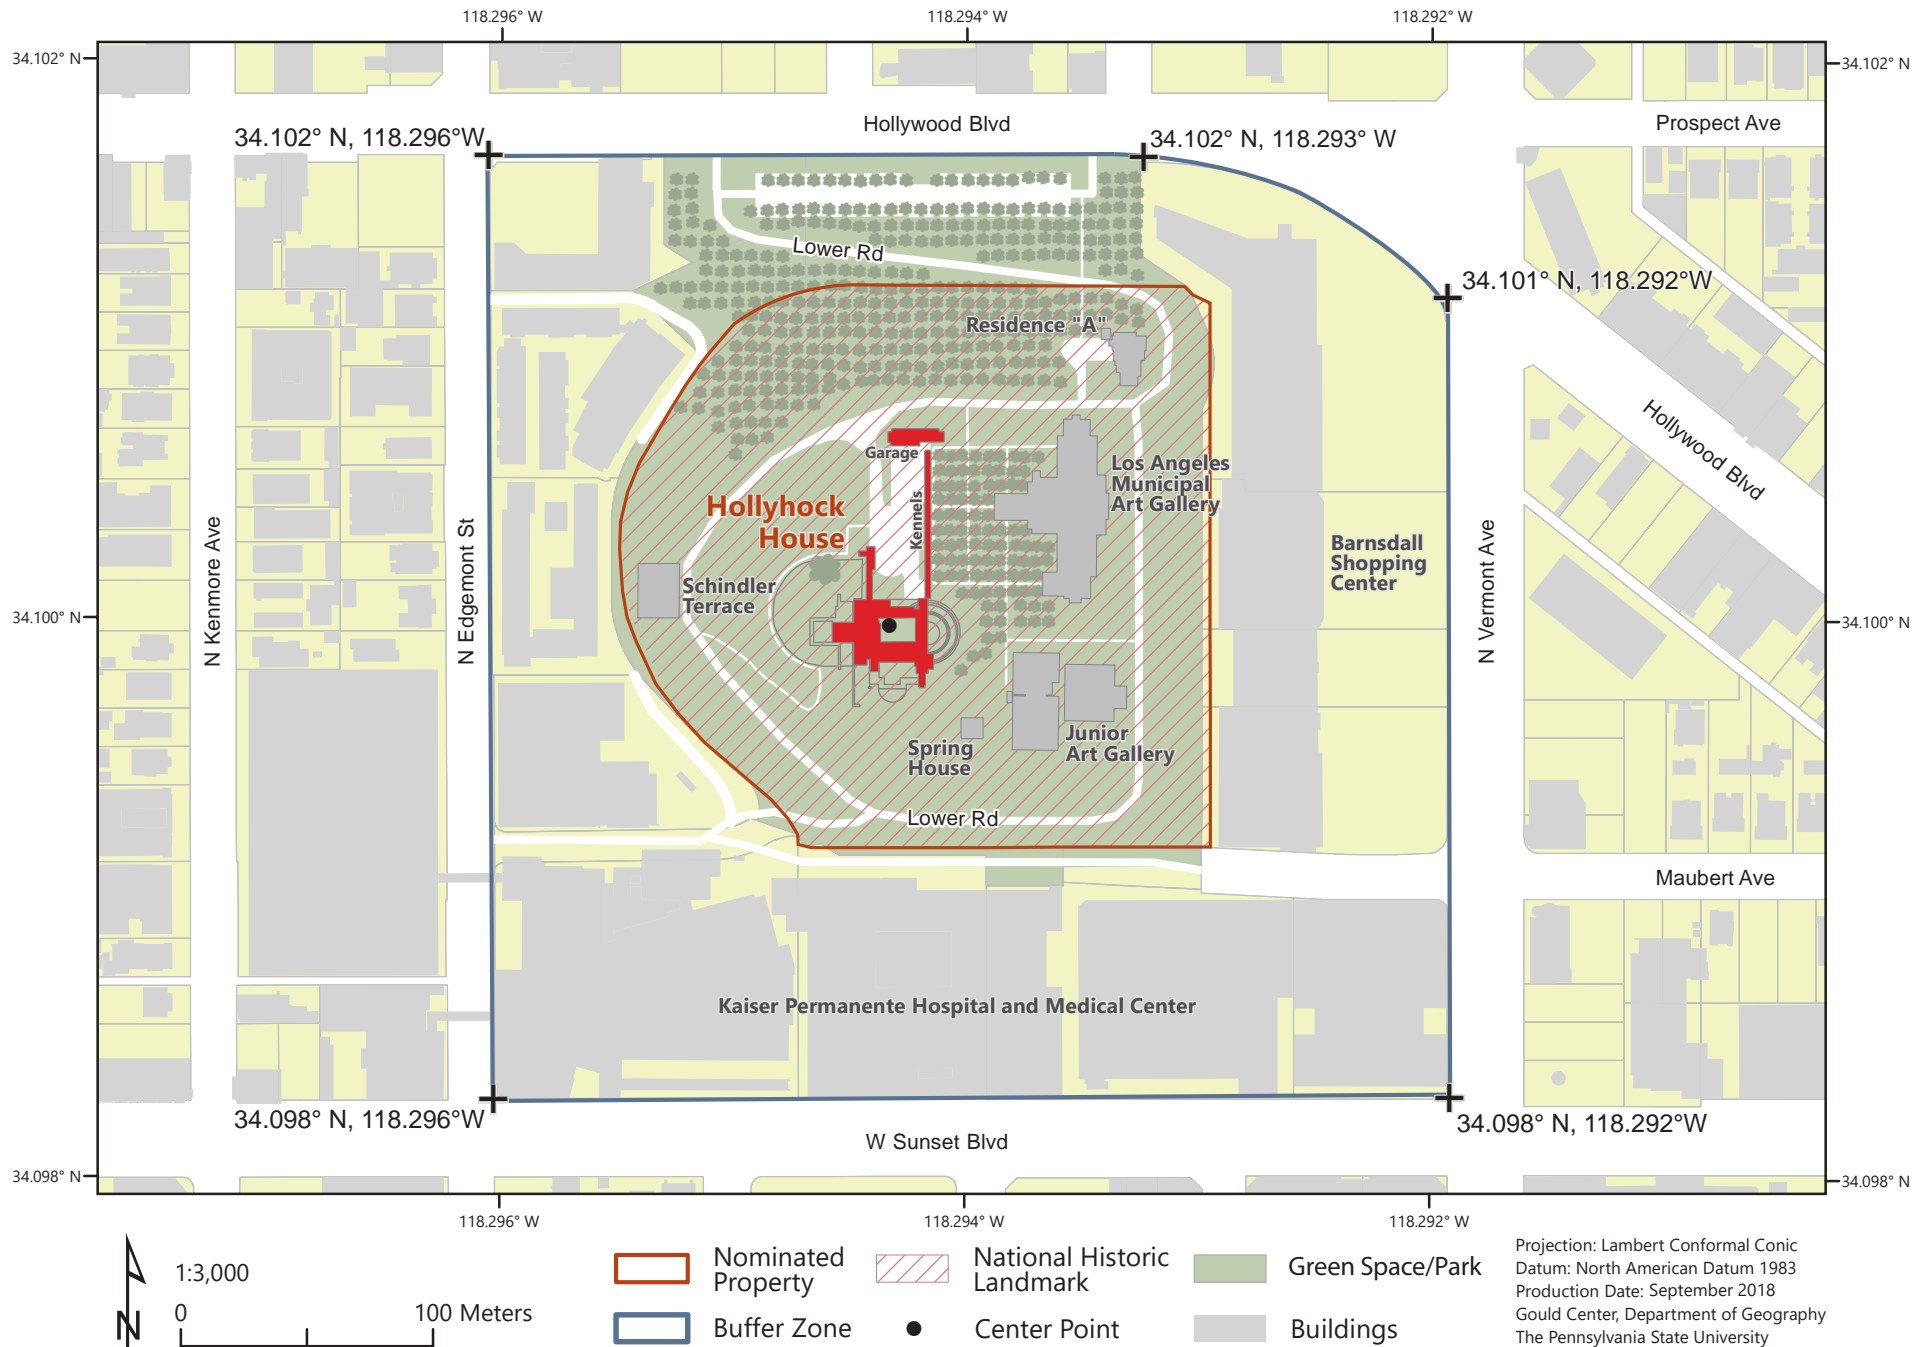 118.296° W
118.294° W
118.292° W
34.102° N
34.102° N
Hollywood Blvd
Prospect Ave
34.102° N, 118.296°W
34.102° N, 118.293° W
Lower Rd
34.101° N, 118.292°W
Residence "A"
Hollywood Blvd
Garage
Los Angeles
Municipal
Art Gallery
Hollyhock
House
Kennels
N Kenmore Ave
N Edgemont St
N Vermont Ave
Barnsdall
Shopping
Center
Schindler
Terrace
34.100° N
34.100° N
Spring
House
Junior
Art Gallery
Lower Rd
Maubert Ave
Kaiser Permanente Hospital and Medical Center
34.098° N, 118.296°W
34.098° N, 118.292°W
W Sunset Blvd
34.098° N
34.098° N
118.296° W
118.294° W
118.292° W
N
1:3,000
0
100 Meters
Nominated
Property
National Historic
Landmark
Green Space/Park
Buffer Zone
Center Point
Buildings
Projection: Lambert Conformal Conic
Datum: North American Datum 1983
Production Date: September 2018
Gould Center, Department of Geography
The Pennsylvania State University